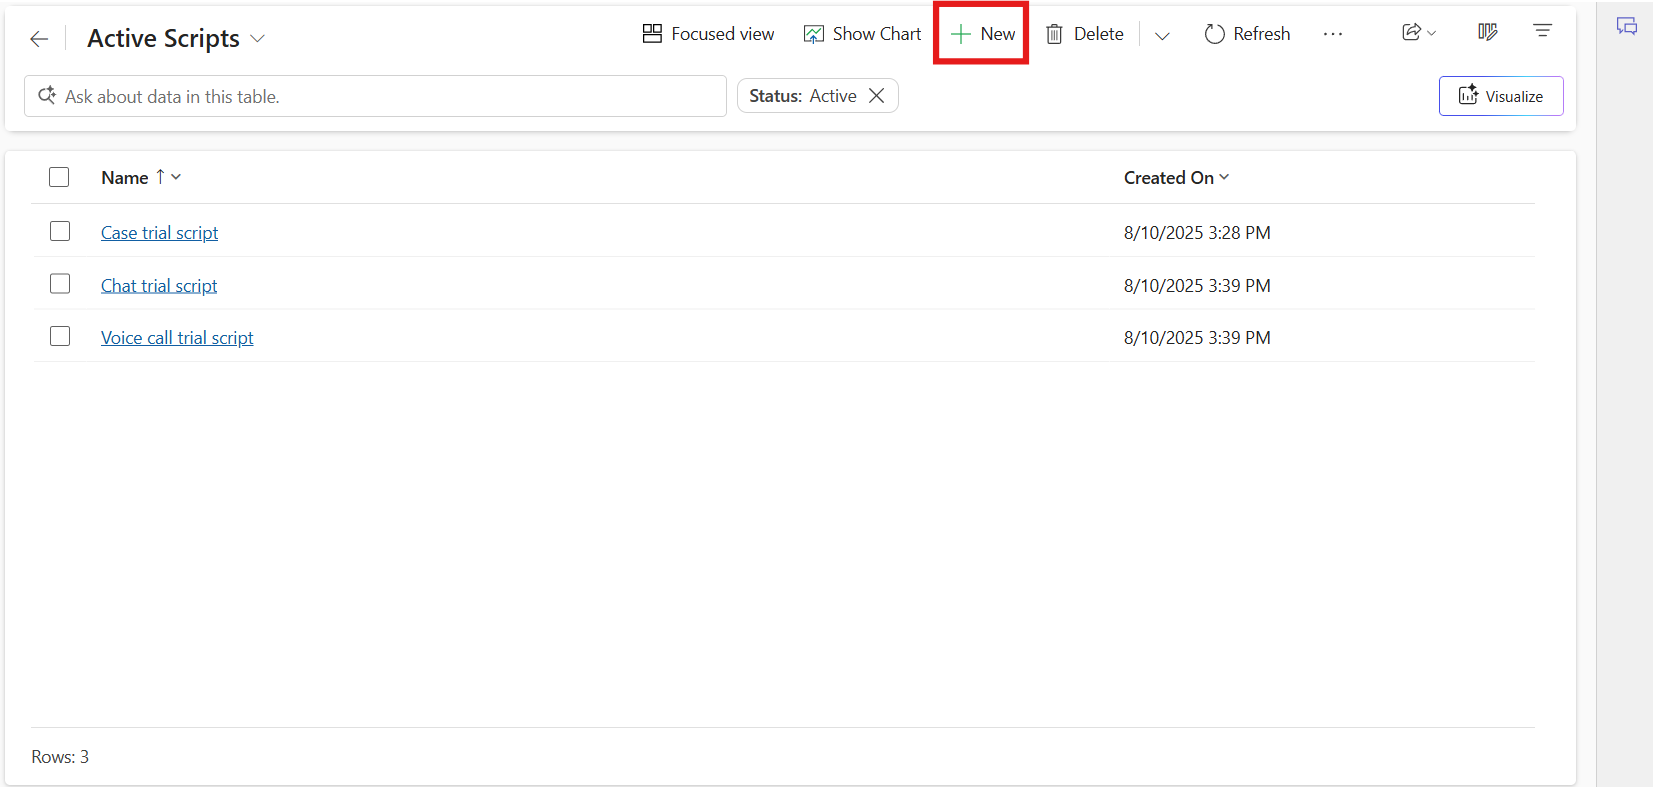 Active Scripts
Focused view
Show Chart
New
Delete
Refresh
Ask about data in this table.
Status: Active
Visualize
Name
Created On
Case trial script
8/10/2025 3:28 PM
Chat trial script
8/10/2025 3:39 PM
Voice call trial script
8/10/2025 3:39 PM
Rows: 3